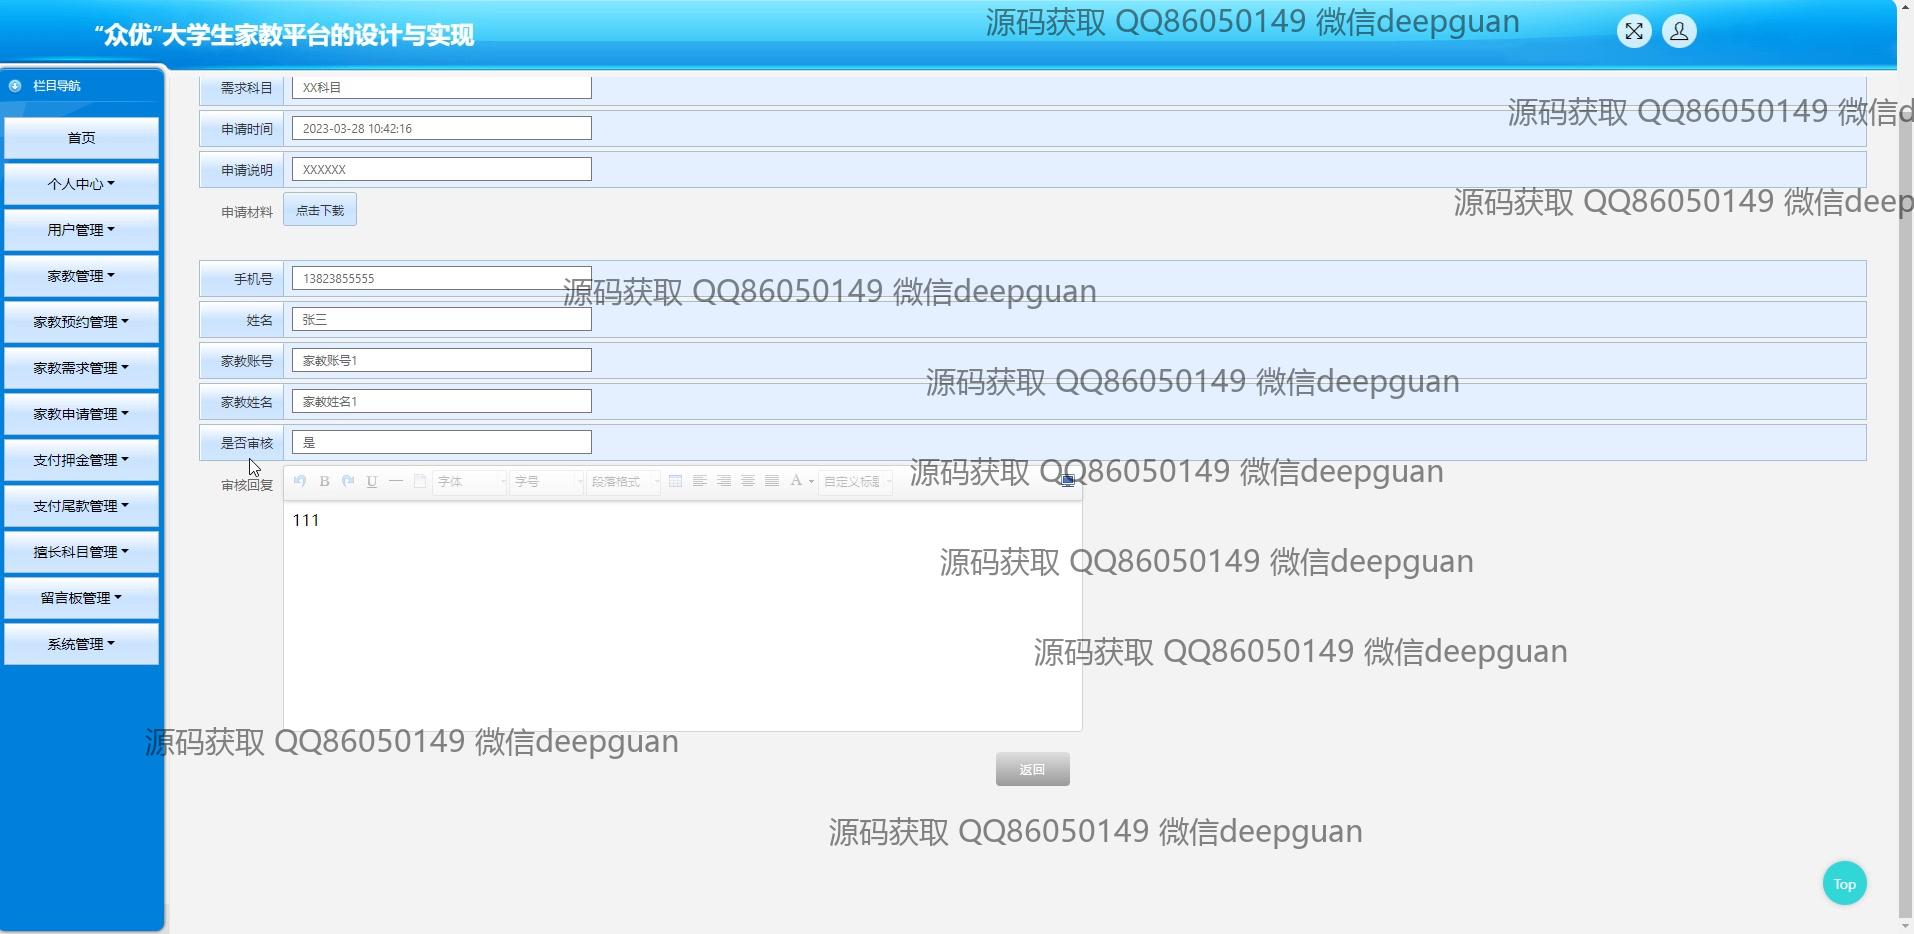 “众优”大学生家教平台的设计与实现
源码获取 QQ86050149 微信deepguan
栏目导航
首页
个人中心
用户管理
家教管理
家教预约管理
家教需求管理
家教申请管理
支付押金管理
支付尾款管理
擅长科目管理
留言板管理
系统管理
需求科目 XX科目
源码获取 QQ86050149 微信d
申请时间 2023-03-28 10:42:16
申请说明 XXXXXX
源码获取 QQ86050149 微信deep
申请材料 点击下载
手机号 13823855555
源码获取 QQ86050149 微信deepguan
姓名 张三
家教账号 家教账号1
源码获取 QQ86050149 微信deepguan
家教姓名 家教姓名1
是否审核 是
源码获取 QQ86050149 微信deepguan
审核回复 B U 字体 字号 段落格式 A 自定义标题
111
源码获取 QQ86050149 微信deepguan
源码获取 QQ86050149 微信deepguan
源码获取 QQ86050149 微信deepguan
返回
源码获取 QQ86050149 微信deepguan
Top